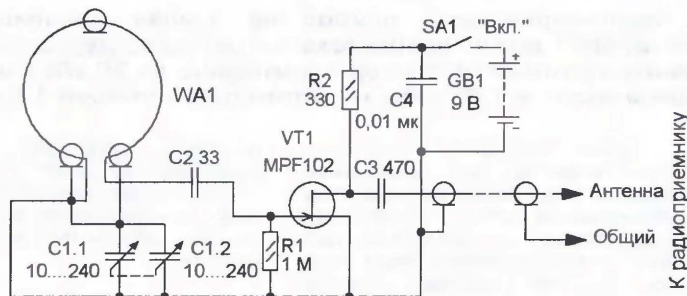 SA1 "Вкл."
WA1
R2
330
C4
0,01 мк
GB1
9 В
+
−
VT1
MPF102
C2 33
C3 470
Антенна
Общий
К радиоприемнику
C1.1
10...240
C1.2
10...240
R1
1 М